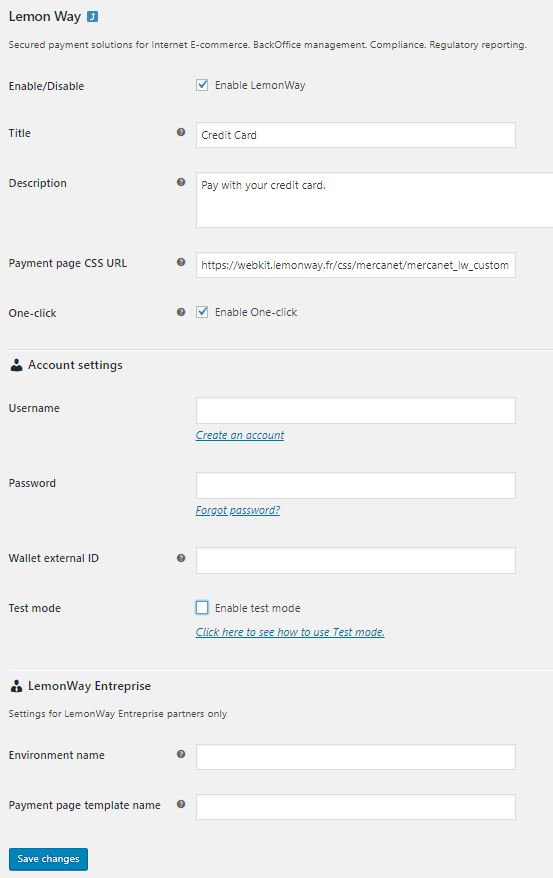 Lemon Way
Secured payment solutions for Internet E-commerce. BackOffice management. Compliance. Regulatory reporting.
Enable/Disable
Enable LemonWay
Title
Credit Card
Description
Pay with your credit card.
Payment page CSS URL
https://webkit.lemonway.fr/css/mercanet/mercanet_lw_custom
One-click
Enable One-click
Account settings
Username
Create an account
Password
Forgot password?
Wallet external ID
Test mode
Enable test mode
Click here to see how to use Test mode.
LemonWay Entreprise
Settings for LemonWay Entreprise partners only
Environment name
Payment page template name
Save changes